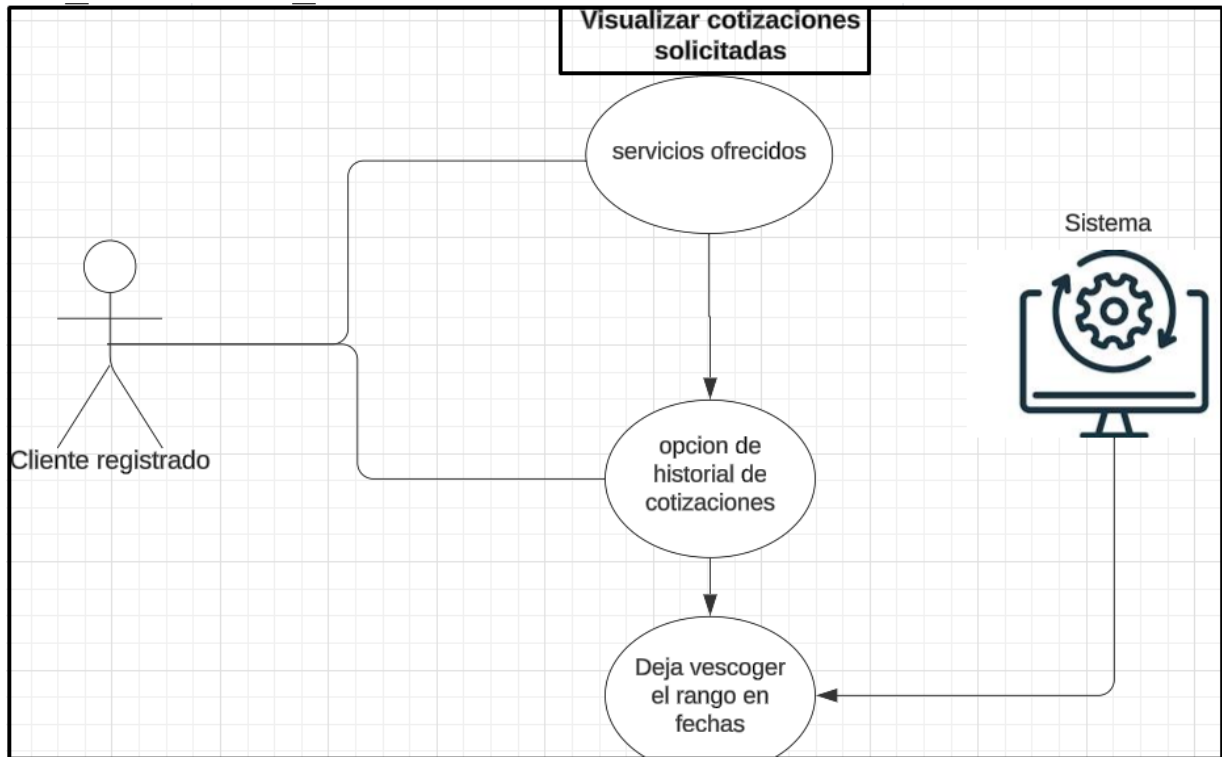 Visualizar cotizaciones
solicitadas
servicios ofrecidos
Sistema
Cliente registrado
opcion de
historial de
cotizaciones
Deja vescoger
el rango en
fechas